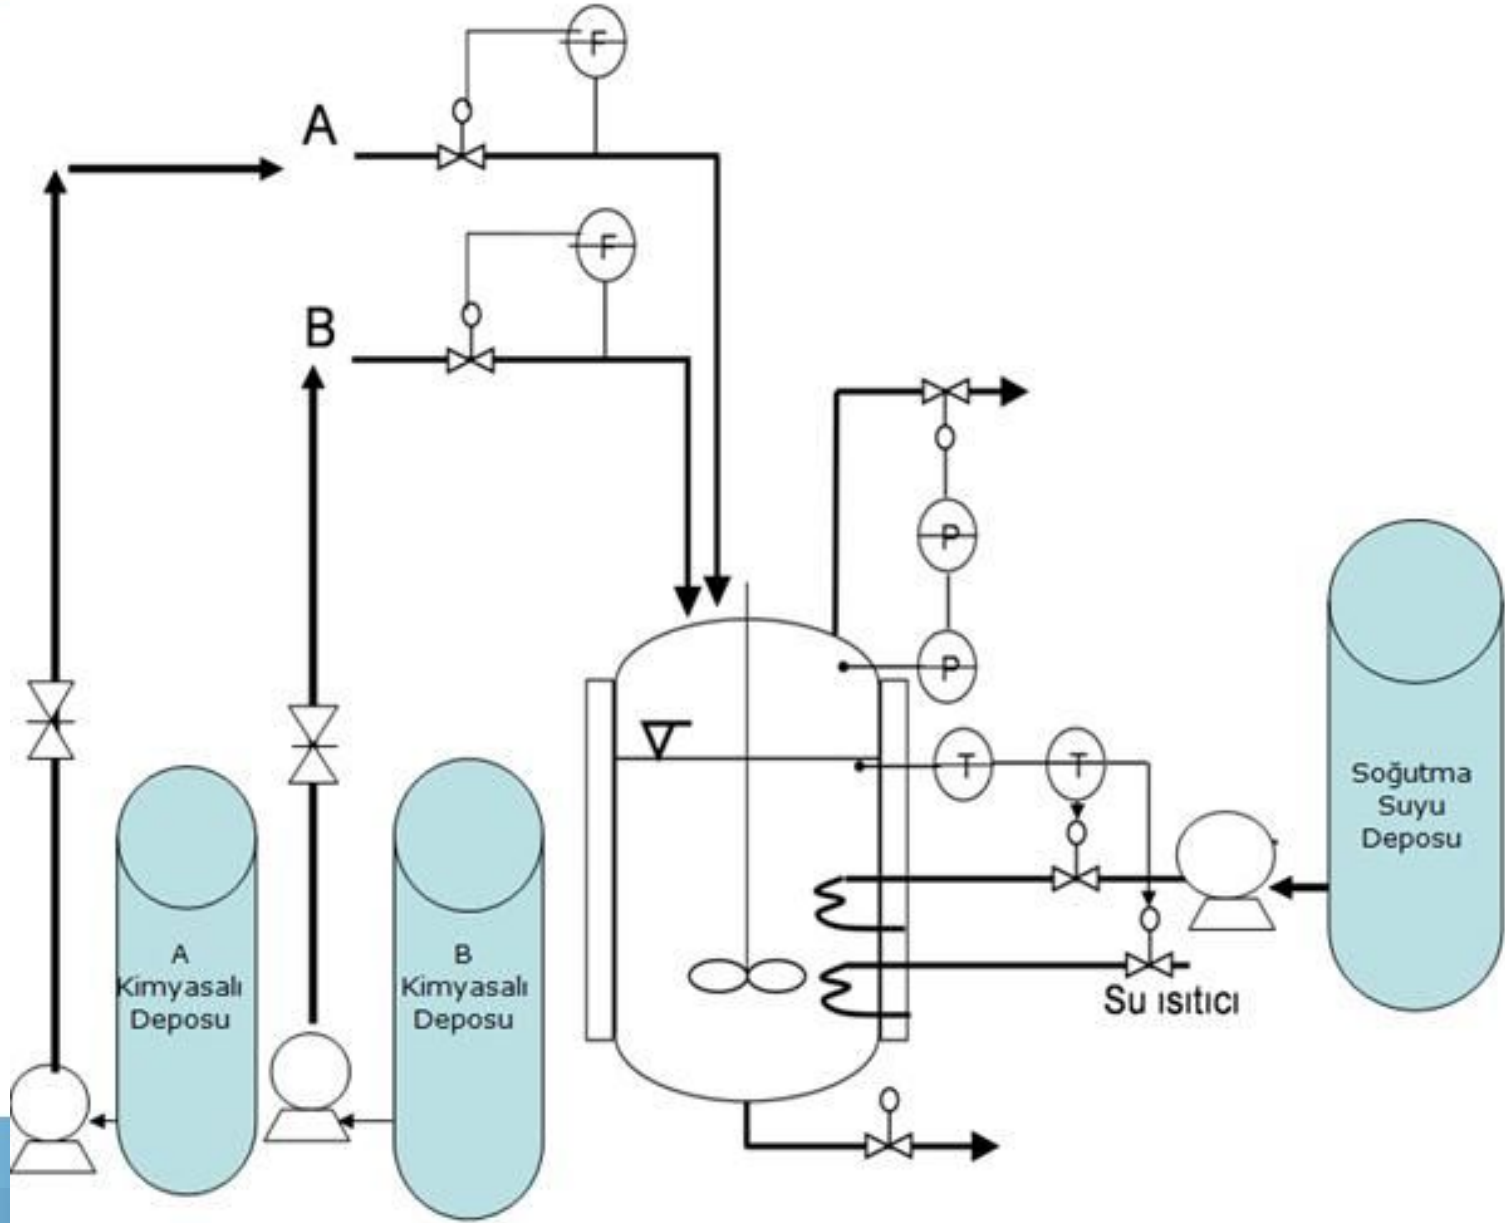 F
A
F
B
P
P
T
T
Soğutma
Suyu
Deposu
A
Kimyasalı
Deposu
B
Kimyasalı
Deposu
Su ısıtıcı